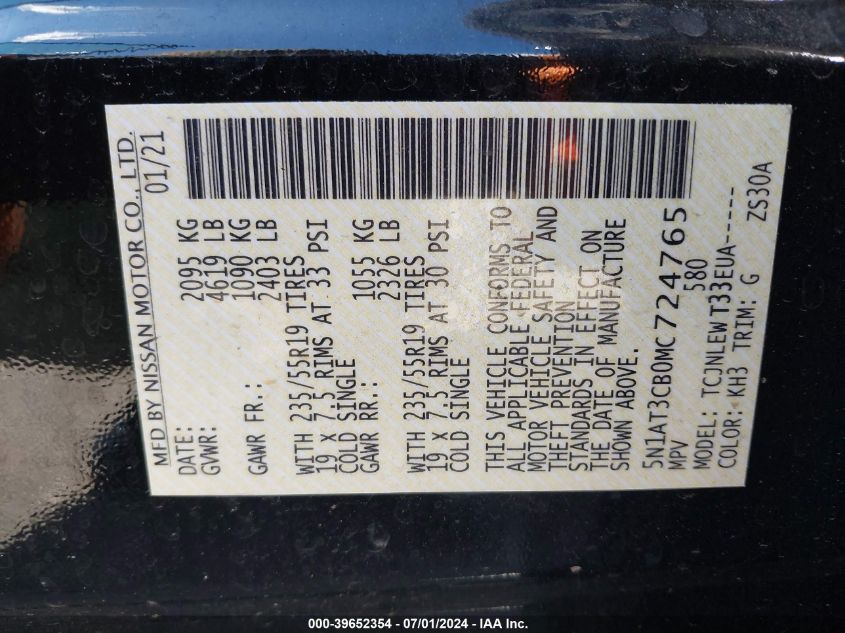 MFD BY NISSAN MOTOR CO., LTD.
DATE: 01/21
GVWR: 2095 KG
4619 LB
GAWR FR.: 1090 KG
2403 LB
WITH 235/55R19 TIRES
19 X 7.5 RIMS AT 33 PSI
COLD SINGLE
GAWR RR.: 1055 KG
2326 LB
WITH 235/55R19 TIRES
19 X 7.5 RIMS AT 30 PSI
COLD SINGLE
THIS VEHICLE CONFORMS TO
ALL APPLICABLE FEDERAL
MOTOR VEHICLE SAFETY AND
THEFT PREVENTION
STANDARDS IN EFFECT ON
THE DATE OF MANUFACTURE
SHOWN ABOVE.
5N1AT3CB0MC724765
MPV 580
MODEL: TCJNLEWT33EUA-----
COLOR: KH3 TRIM: G ZS30A
000-39652354 / 07/01/2024 - IAA Inc.